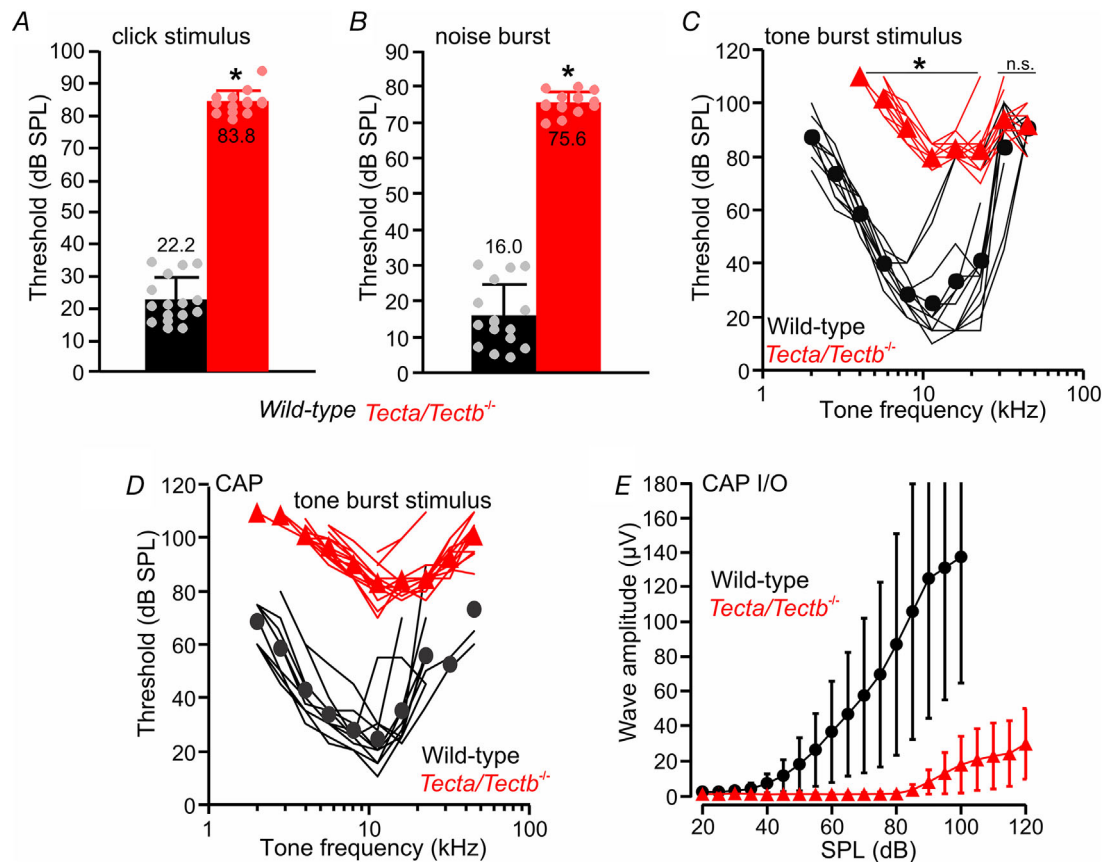 A
click stimulus
Threshold (dB SPL)
100
90
80
70
60
50
40
30
20
10
0
22.2
*
83.8
B
noise burst
Threshold (dB SPL)
90
80
70
60
50
40
30
20
10
0
16.0
*
75.6
Wild-type Tecta/Tectb-/-
C
tone burst stimulus
Threshold (dB SPL)
120
100
80
60
40
20
0
*
n.s.
Wild-type
Tecta/Tectb-/-
1 10 100
Tone frequency (kHz)
D
CAP
tone burst stimulus
Threshold (dB SPL)
120
100
80
60
40
20
0
Wild-type
Tecta/Tectb-/-
1 10 100
Tone frequency (kHz)
E
CAP I/O
Wave amplitude (µV)
180
160
140
120
100
80
60
40
20
0
Wild-type
Tecta/Tectb-/-
20 40 60 80 100 120
SPL (dB)